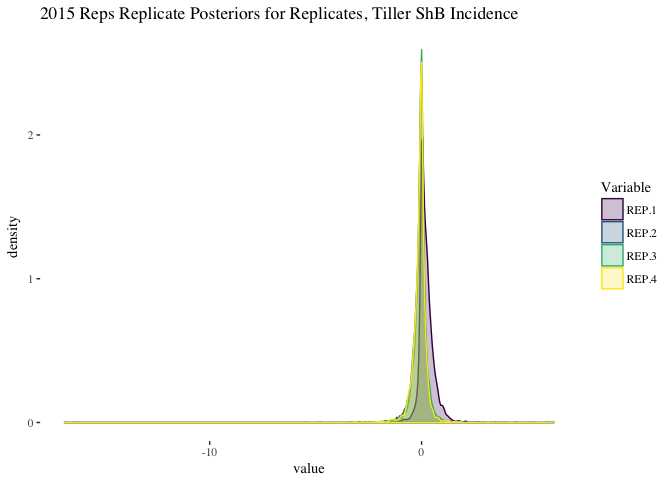 2015 Reps Replicate Posteriors for Replicates, Tiller ShB Incidence
density
2
1
0
-10
0
value
Variable
REP.1
REP.2
REP.3
REP.4